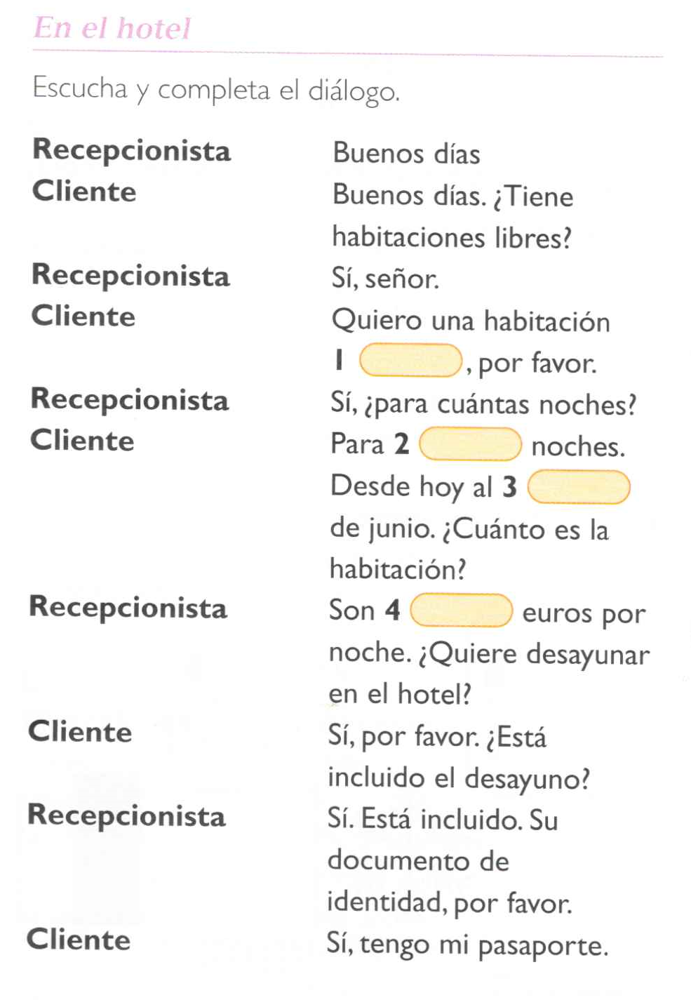 En el hotel
Escucha y completa el diálogo.
Recepcionista Buenos días
Cliente Buenos días. ¿Tiene
habitaciones libres?
Recepcionista Sí, señor.
Cliente Quiero una habitación
1 , por favor.
Recepcionista Sí, ¿para cuántas noches?
Cliente Para 2 noches.
Desde hoy al 3
de junio. ¿Cuánto es la
habitación?
Recepcionista Son 4 euros por
noche. ¿Quiere desayunar
en el hotel?
Cliente Sí, por favor. ¿Está
incluido el desayuno?
Recepcionista Sí. Está incluido. Su
documento de
identidad, por favor.
Cliente Sí, tengo mi pasaporte.